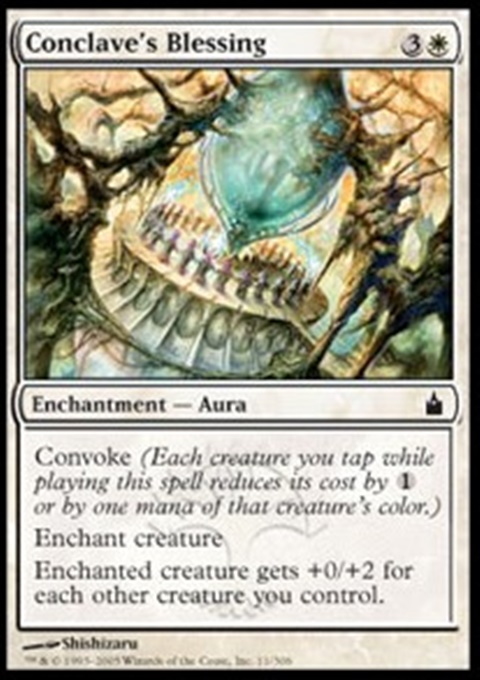 Conclave's Blessing 3
Enchantment — Aura
Convoke (Each creature you tap while
playing this spell reduces its cost by 1
or by one mana of that creature's color.)
Enchant creature
Enchanted creature gets +0/+2 for
each other creature you control.
Shishizaru
™ & © 1993–2005 Wizards of the Coast, Inc. 11/306